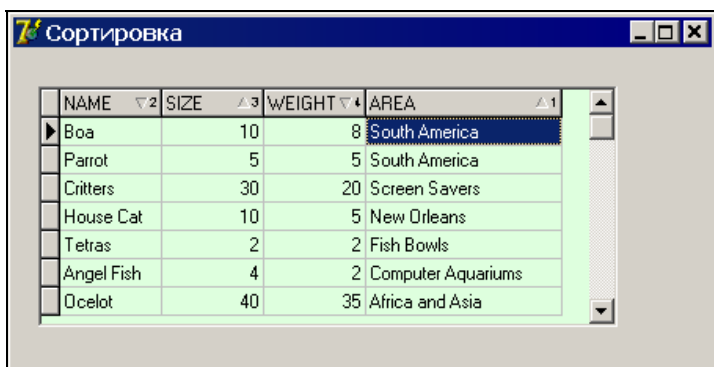 Сортировка
NAME 2 SIZE 3 WEIGHT 4 AREA 1
Boa 10 8 South America
Parrot 5 5 South America
Critters 30 20 Screen Savers
House Cat 10 5 New Orleans
Tetras 2 2 Fish Bowls
Angel Fish 4 2 Computer Aquariums
Ocelot 40 35 Africa and Asia